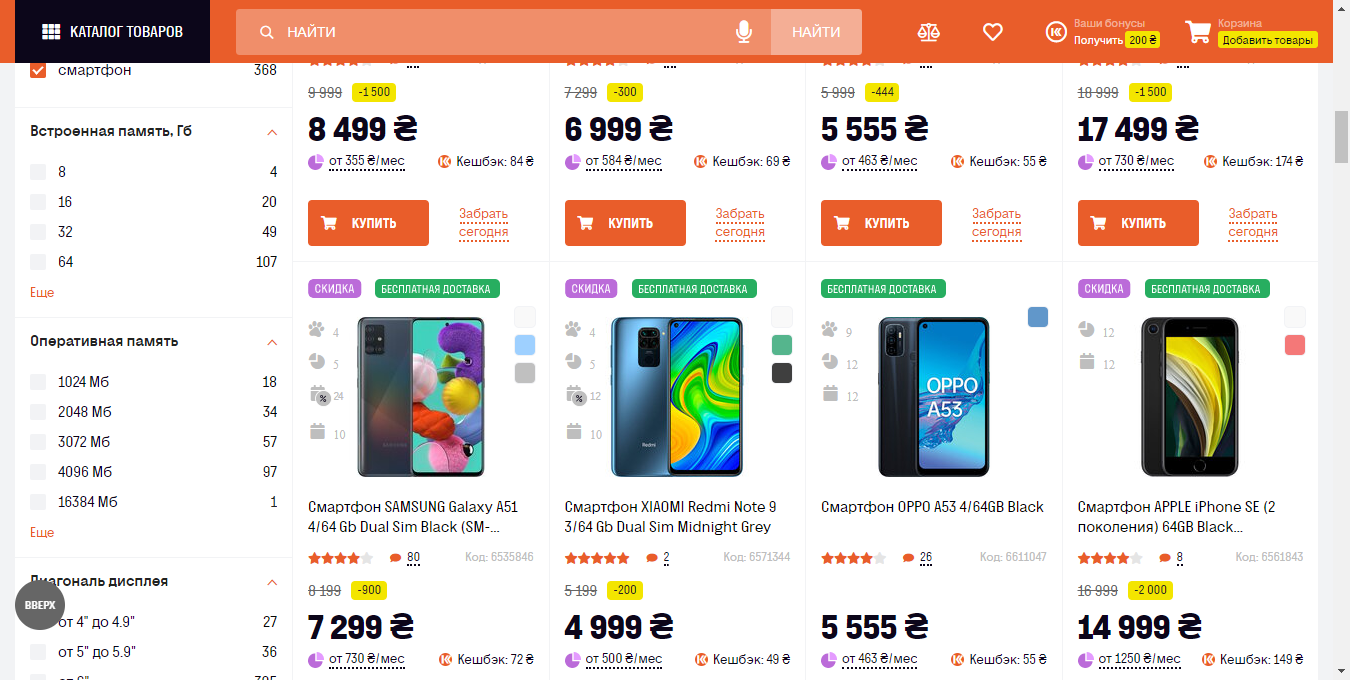 КАТАЛОГ ТОВАРОВ
НАЙТИ
НАЙТИ
Ваши бонусы
Получить 200 ₴
Корзина
Добавить товары
смартфон 368
Встроенная память, Гб
8 4
16 20
32 49
64 107
Еще
Оперативная память
1024 Мб 18
2048 Мб 34
3072 Мб 57
4096 Мб 97
16384 Мб 1
Еще
Диагональ дисплея
ВВЕРХ
от 4" до 4.9" 27
от 5" до 5.9" 36
9 999 -1 500
8 499 ₴
от 355 ₴/мес Кешбэк: 84 ₴
КУПИТЬ
Забрать
сегодня
7 299 -300
6 999 ₴
от 584 ₴/мес Кешбэк: 69 ₴
КУПИТЬ
Забрать
сегодня
5 999 -444
5 555 ₴
от 463 ₴/мес Кешбэк: 55 ₴
КУПИТЬ
Забрать
сегодня
18 999 -1 500
17 499 ₴
от 730 ₴/мес Кешбэк: 174 ₴
КУПИТЬ
Забрать
сегодня
СКИДКА БЕСПЛАТНАЯ ДОСТАВКА
4
5
% 24
10
SAMSUNG
Смартфон SAMSUNG Galaxy A51
4/64 Gb Dual Sim Black (SM-...
80 Код: 6535846
8 199 -900
7 299 ₴
от 730 ₴/мес Кешбэк: 72 ₴
СКИДКА БЕСПЛАТНАЯ ДОСТАВКА
4
5
% 12
10
Redmi
Смартфон XIAOMI Redmi Note 9
3/64 Gb Dual Sim Midnight Grey
2 Код: 6571344
5 199 -200
4 999 ₴
от 500 ₴/мес Кешбэк: 49 ₴
БЕСПЛАТНАЯ ДОСТАВКА
9
12
12
OPPO
A53
Смартфон OPPO A53 4/64GB Black
26 Код: 6611047
5 555 ₴
от 463 ₴/мес Кешбэк: 55 ₴
СКИДКА БЕСПЛАТНАЯ ДОСТАВКА
12
12
Смартфон APPLE iPhone SE (2
поколения) 64GB Black...
8 Код: 6561843
16 999 -2 000
14 999 ₴
от 1250 ₴/мес Кешбэк: 149 ₴